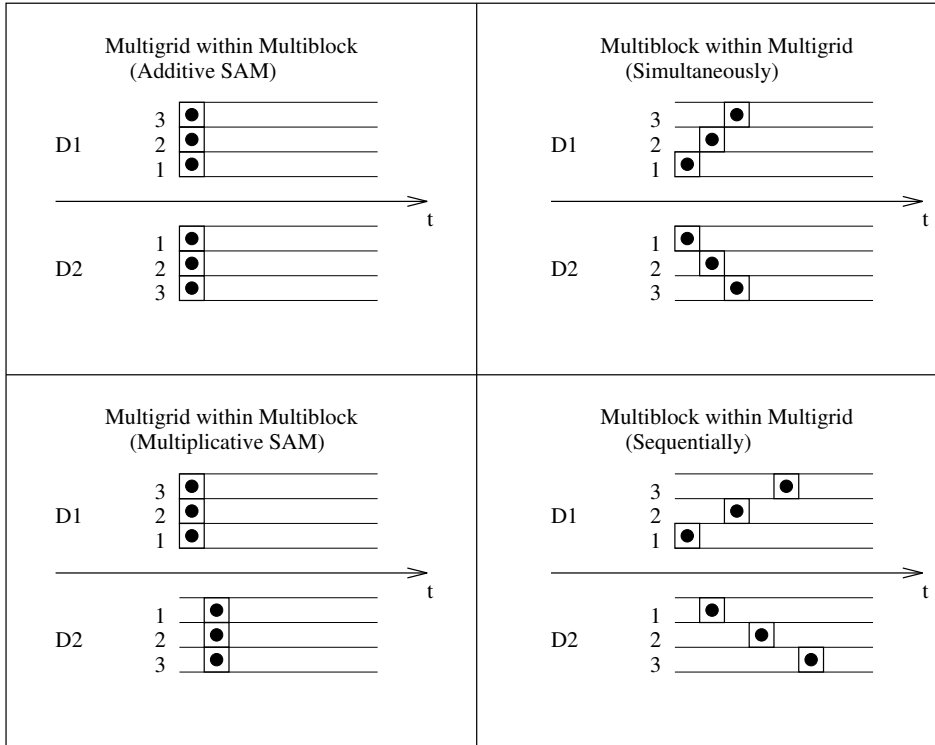 Multigrid within Multiblock
(Additive SAM)
3
D1
2
1
t
1
D2
2
3
Multiblock within Multigrid
(Simultaneously)
3
D1
2
1
t
1
D2
2
3
Multigrid within Multiblock
(Multiplicative SAM)
3
D1
2
1
t
1
D2
2
3
Multiblock within Multigrid
(Sequentially)
3
D1
2
1
t
1
D2
2
3